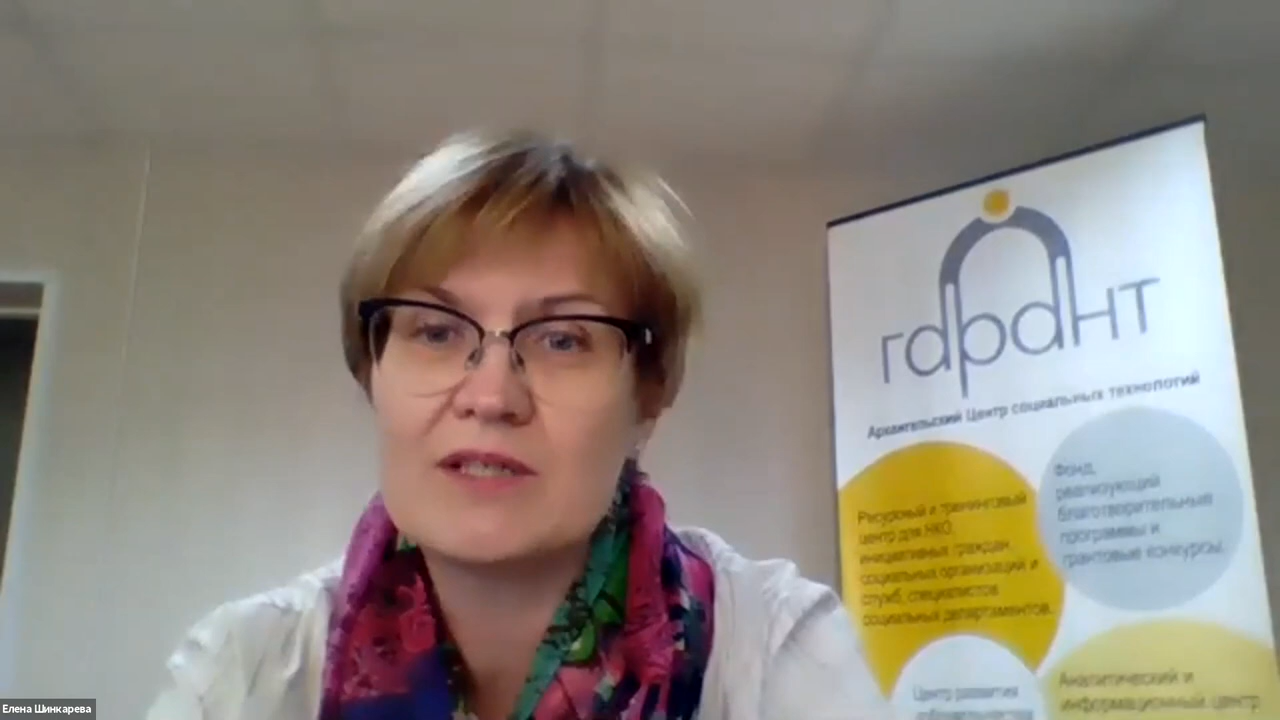 гарант
Архангельский Центр социальных технологий
Фонд,
реализующий
благотворительные
программы и
грантовые конкурсы.
Ресурсный и тренинговый
центр для НКО,
инициативных граждан,
социальных организаций и
служб, специалистов
социальных департаментов.
Центр развития
Аналитический и
информационный центр
Елена Шинкарева